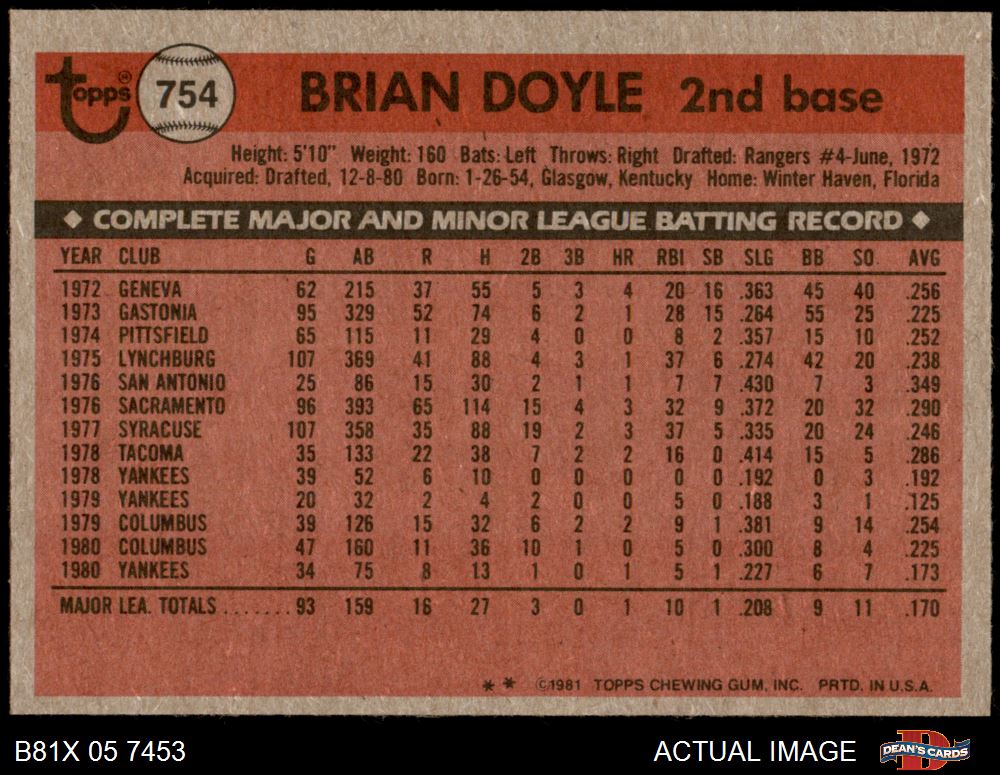 topps 754 BRIAN DOYLE 2nd base
Height: 5'10" Weight: 160 Bats: Left Throws: Right Drafted: Rangers #4-June, 1972
Acquired: Drafted, 12-8-80 Born: 1-26-54, Glasgow, Kentucky Home: Winter Haven, Florida
◆ COMPLETE MAJOR AND MINOR LEAGUE BATTING RECORD ◆
YEAR CLUB G AB R H 2B 3B HR RBI SB SLG BB SO. AVG
1972 GENEVA 62 215 37 55 5 3 4 20 16 .363 45 40 .256
1973 GASTONIA 95 329 52 74 6 2 1 28 15 .264 55 25 .225
1974 PITTSFIELD 65 115 11 29 4 0 0 8 2 .357 15 10 .252
1975 LYNCHBURG 107 369 41 88 4 3 1 37 6 .274 42 20 .238
1976 SAN ANTONIO 25 86 15 30 2 1 1 7 7 .430 7 3 .349
1976 SACRAMENTO 96 393 65 114 15 4 3 32 9 .372 20 32 .290
1977 SYRACUSE 107 358 35 88 19 2 3 37 5 .335 20 24 .246
1978 TACOMA 35 133 22 38 7 2 2 16 0 .414 15 5 .286
1978 YANKEES 39 52 6 10 0 0 0 0 0 .192 0 3 .192
1979 YANKEES 20 32 2 4 2 0 0 5 0 .188 3 1 .125
1979 COLUMBUS 39 126 15 32 6 2 2 9 1 .381 9 14 .254
1980 COLUMBUS 47 160 11 36 10 1 0 5 0 .300 8 4 .225
1980 YANKEES 34 75 8 13 1 0 1 5 1 .227 6 7 .173
MAJOR LEA. TOTALS ....... 93 159 16 27 3 0 1 10 1 .208 9 11 .170
* * ©1981 TOPPS CHEWING GUM, INC. PRTD. IN U.S.A.
B81X 05 7453 ACTUAL IMAGE D DEAN'S CARDS